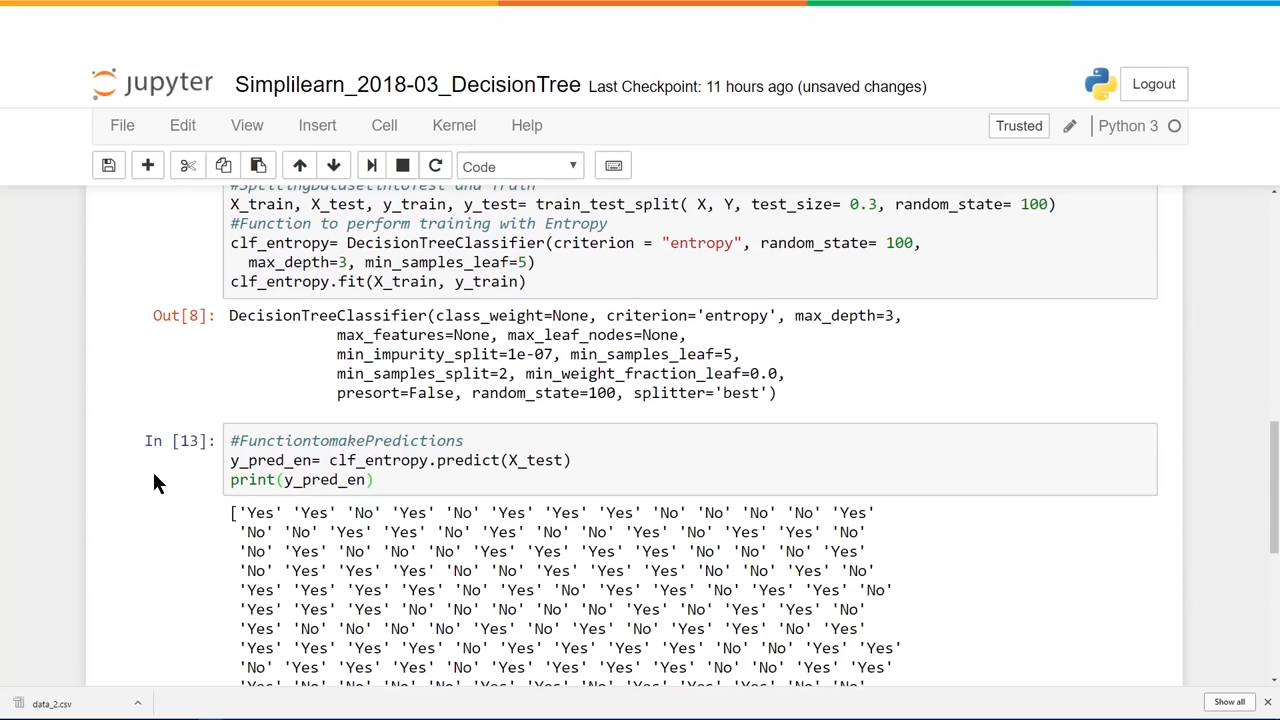 jupyter Simplilearn_2018-03_DecisionTree Last Checkpoint: 11 hours ago (unsaved changes) Logout
File Edit View Insert Cell Kernel Help Trusted Python 3
Code
#SplittingDatasetintoTest and Train
X_train, X_test, y_train, y_test= train_test_split( X, Y, test_size= 0.3, random_state= 100)
#Function to perform training with Entropy
clf_entropy= DecisionTreeClassifier(criterion = "entropy", random_state= 100,
max_depth=3, min_samples_leaf=5)
clf_entropy.fit(X_train, y_train)
Out[8]: DecisionTreeClassifier(class_weight=None, criterion='entropy', max_depth=3,
max_features=None, max_leaf_nodes=None,
min_impurity_split=1e-07, min_samples_leaf=5,
min_samples_split=2, min_weight_fraction_leaf=0.0,
presort=False, random_state=100, splitter='best')
In [13]: #FunctiontomakePredictions
y_pred_en= clf_entropy.predict(X_test)
print(y_pred_en)
['Yes' 'Yes' 'No' 'Yes' 'No' 'Yes' 'Yes' 'Yes' 'No' 'No' 'No' 'No' 'Yes'
'No' 'No' 'Yes' 'Yes' 'No' 'Yes' 'No' 'No' 'Yes' 'No' 'Yes' 'Yes' 'No'
'No' 'Yes' 'No' 'No' 'No' 'Yes' 'Yes' 'Yes' 'Yes' 'No' 'No' 'No' 'Yes'
'No' 'Yes' 'Yes' 'Yes' 'No' 'No' 'Yes' 'Yes' 'Yes' 'No' 'No' 'Yes' 'No'
'Yes' 'Yes' 'Yes' 'Yes' 'No' 'Yes' 'No' 'Yes' 'Yes' 'No' 'Yes' 'Yes' 'No'
'Yes' 'Yes' 'Yes' 'No' 'No' 'No' 'No' 'No' 'Yes' 'No' 'Yes' 'Yes' 'No'
'Yes' 'No' 'No' 'No' 'No' 'Yes' 'No' 'Yes' 'No' 'Yes' 'Yes' 'No' 'Yes'
'Yes' 'Yes' 'Yes' 'Yes' 'No' 'Yes' 'Yes' 'Yes' 'Yes' 'No' 'No' 'Yes' 'Yes'
'No' 'Yes' 'Yes' 'Yes' 'Yes' 'Yes' 'Yes' 'Yes' 'Yes' 'No' 'No' 'Yes' 'Yes'
data_2.csv Show all